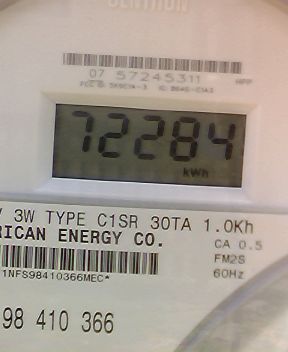 CENTRON
07 57245311
72284
kWh
V 3W TYPE C1SR 30TA 1.0Kh
RICAN ENERGY CO.
CA 0.5
FM2S
60Hz
1NFS98410366MEC*
98 410 366